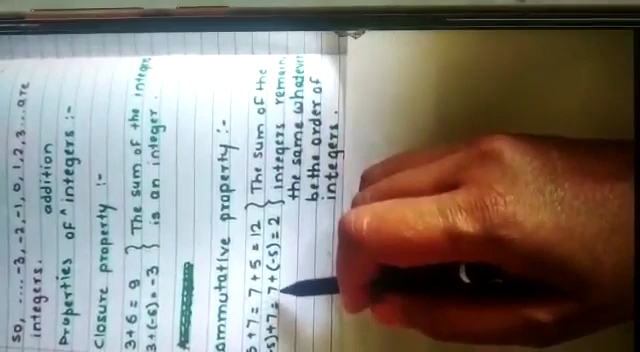 so, .... -3, -2, -1, 0, 1, 2, 3 ... are
integers.
Properties of ^ addition integers :-
Closure property :-
3+6 = 9 } The sum of the integers
3+(-6) = -3 } is an integer.
ommutative property :-
5+7 = 7+5 = 12 } The sum of the
-5)+7 = 7+(-5) = 2 } integers remain
the same whatever
be the order of
integers.